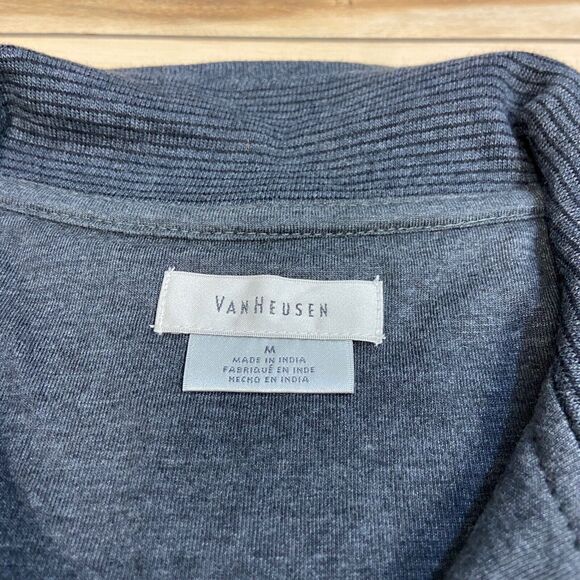 VANHEUSEN
M
MADE IN INDIA
FABRIQUÉ EN INDE
HECHO EN INDIA